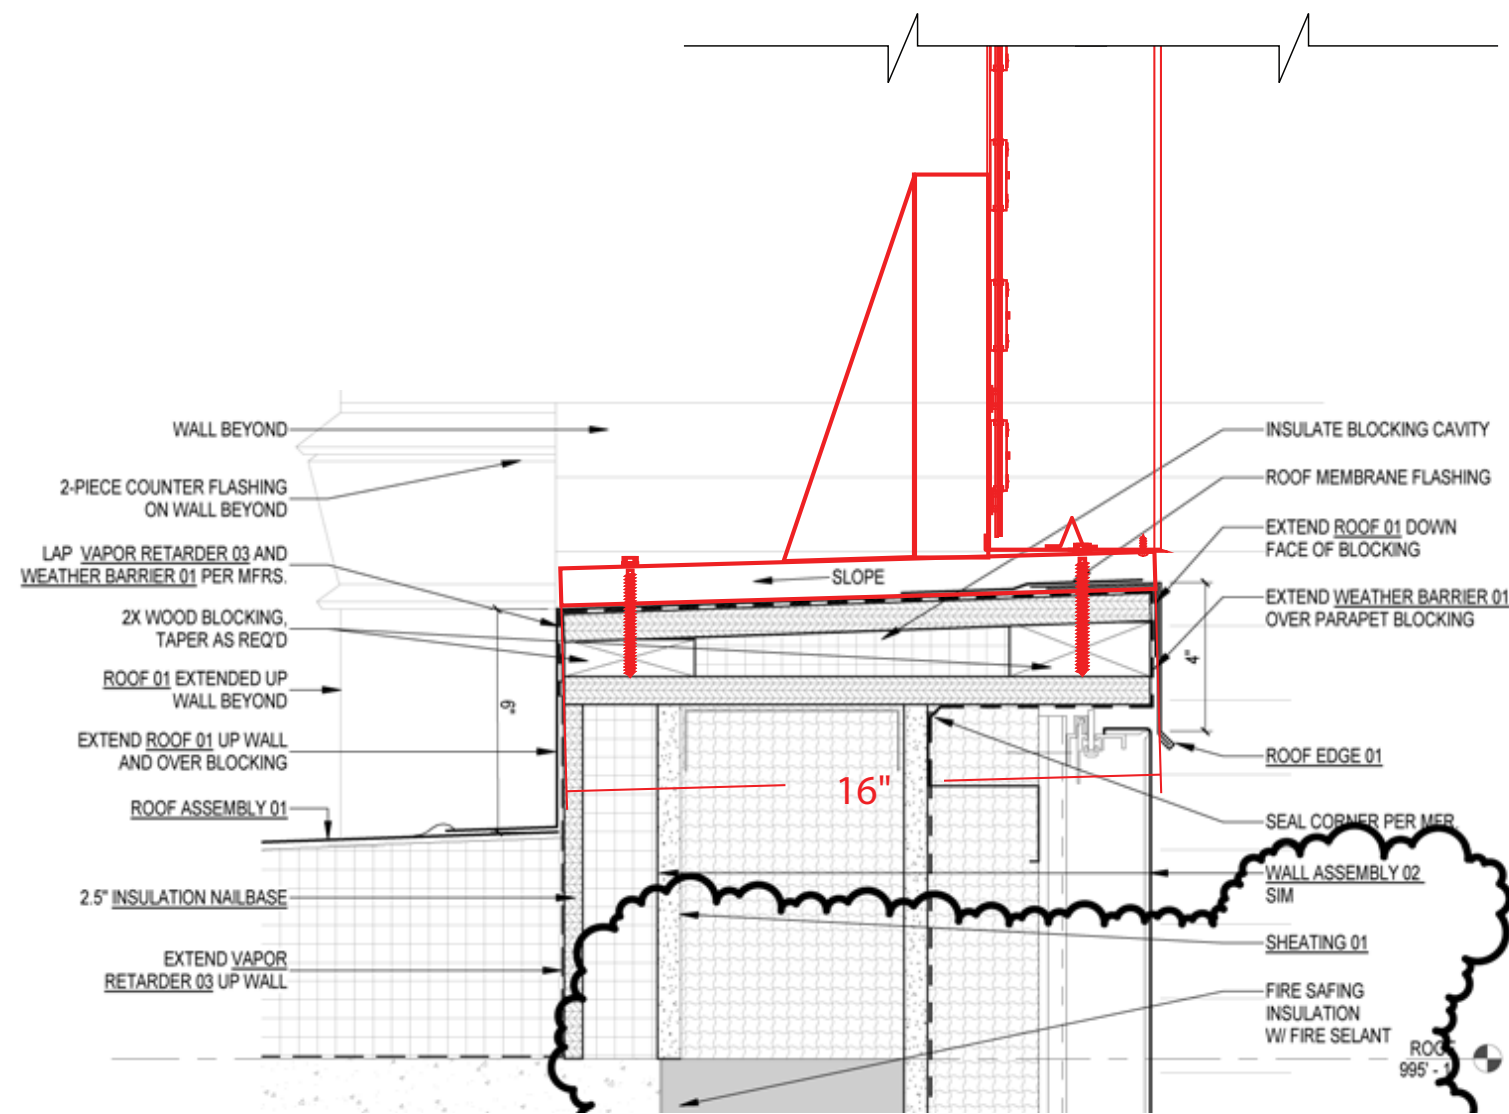 WALL BEYOND
2-PIECE COUNTER FLASHING
ON WALL BEYOND
LAP VAPOR RETARDER 03 AND
WEATHER BARRIER 01 PER MFRS.
2X WOOD BLOCKING,
TAPER AS REQ'D
ROOF 01 EXTENDED UP
WALL BEYOND
EXTEND ROOF 01 UP WALL
AND OVER BLOCKING
ROOF ASSEMBLY 01
2.5" INSULATION NAILBASE
EXTEND VAPOR
RETARDER 03 UP WALL
SLOPE
16"
4"
INSULATE BLOCKING CAVITY
ROOF MEMBRANE FLASHING
EXTEND ROOF 01 DOWN
FACE OF BLOCKING
EXTEND WEATHER BARRIER 01
OVER PARAPET BLOCKING
ROOF EDGE 01
SEAL CORNER PER MFR.
WALL ASSEMBLY 02
SIM
SHEATING 01
FIRE SAFING
INSULATION
W/ FIRE SELANT
995' - 1